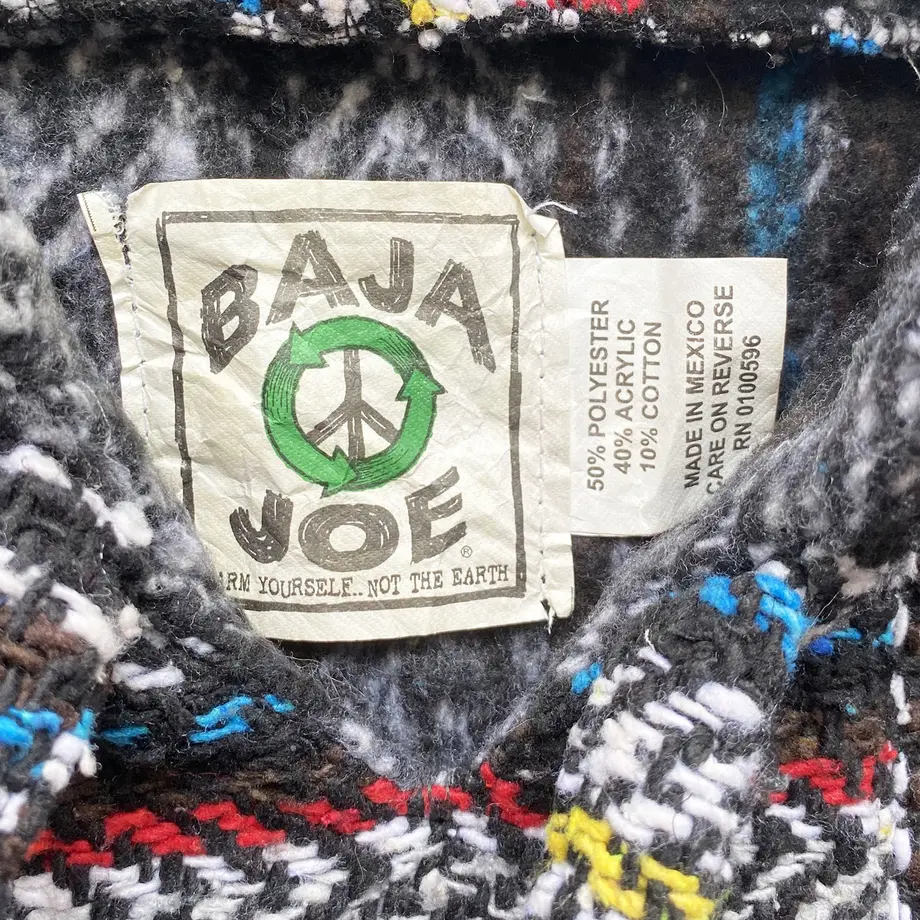 BAJA
JOE®
ARM YOURSELF.. NOT THE EARTH
50% POLYESTER
40% ACRYLIC
10% COTTON
MADE IN MEXICO
CARE ON REVERSE
RN 0100596